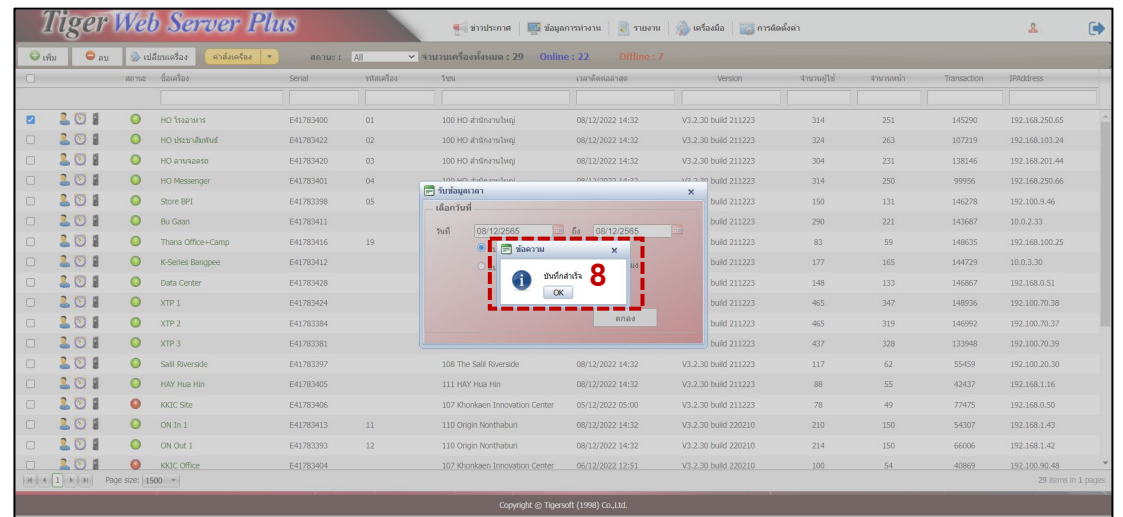 Tiger Web Server Plus
ข่าวประกาศ ข้อมูลการทำงาน รายงาน เครื่องมือ การติดตั้งค่า
เพิ่ม ลบ เปลี่ยนเครื่อง คำสั่งเครื่อง สถานะ : All จำนวนเครื่องทั้งหมด : 29 Online : 22 Offline : 7
สถานะ ชื่อเครื่อง Serial รหัสเครื่อง โซน เวลาติดต่อล่าสุด Version จำนวนผู้ใช้ จำนวนหน้า Transaction IPAddress
HO โรงอาหาร E41783400 01 100 HO สำนักงานใหญ่ 08/12/2022 14:32 V3.2.30 build 211223 314 251 145290 192.168.250.65
HO ประชาสัมพันธ์ E41783422 02 100 HO สำนักงานใหญ่ 08/12/2022 14:32 V3.2.30 build 211223 324 263 107219 192.168.103.24
HO ลานจอดรถ E41783420 03 100 HO สำนักงานใหญ่ 08/12/2022 14:32 V3.2.30 build 211223 304 231 138146 192.168.201.44
HO Messenger E41783401 04 100 HO สำนักงานใหญ่ 08/12/2022 14:32 V3.2.30 build 211223 314 250 99956 192.168.250.66
Store BPI E41783398 05 build 211223 150 131 146278 192.100.9.46
Bu Gaan E41783411 build 211223 290 221 143687 10.0.2.33
Thana Office+Camp E41783416 19 build 211223 83 59 148635 192.168.100.25
K-Series Bangpee E41783412 build 211223 177 165 144729 10.0.3.30
Data Center E41783428 build 211223 148 133 146867 192.168.0.51
XTP 1 E41783424 build 211223 465 347 148936 192.100.70.38
XTP 2 E41783384 build 211223 465 319 146992 192.100.70.37
XTP 3 E41783381 build 211223 437 328 133948 192.100.70.39
Salil Riverside E41783397 108 The Salil Riverside 08/12/2022 14:32 V3.2.30 build 211223 117 62 55459 192.100.20.30
HAY Hua Hin E41783405 111 HAY Hua Hin 08/12/2022 14:32 V3.2.30 build 211223 88 55 42437 192.168.1.16
KKIC Site E41783406 107 Khonkaen Innovation Center 05/12/2022 05:00 V3.2.30 build 211223 78 49 77475 192.168.0.50
ON In 1 E41783413 11 110 Origin Nonthaburi 08/12/2022 14:32 V3.2.30 build 220210 210 150 54307 192.168.1.43
ON Out 1 E41783393 12 110 Origin Nonthaburi 08/12/2022 14:32 V3.2.30 build 220210 214 150 66006 192.168.1.42
KKIC Office E41783404 107 Khonkaen Innovation Center 06/12/2022 12:51 V3.2.30 build 220210 100 54 40869 192.100.90.48
รับข้อมูลเวลา
เลือกวันที่
วันที่ 08/12/2565 ถึง 08/12/2565
ข้อความ
บันทึกสำเร็จ 8
OK
ตกลง
1 Page size: 1500 29 items in 1 pages
Copyright © Tigersoft (1998) Co.,Ltd.